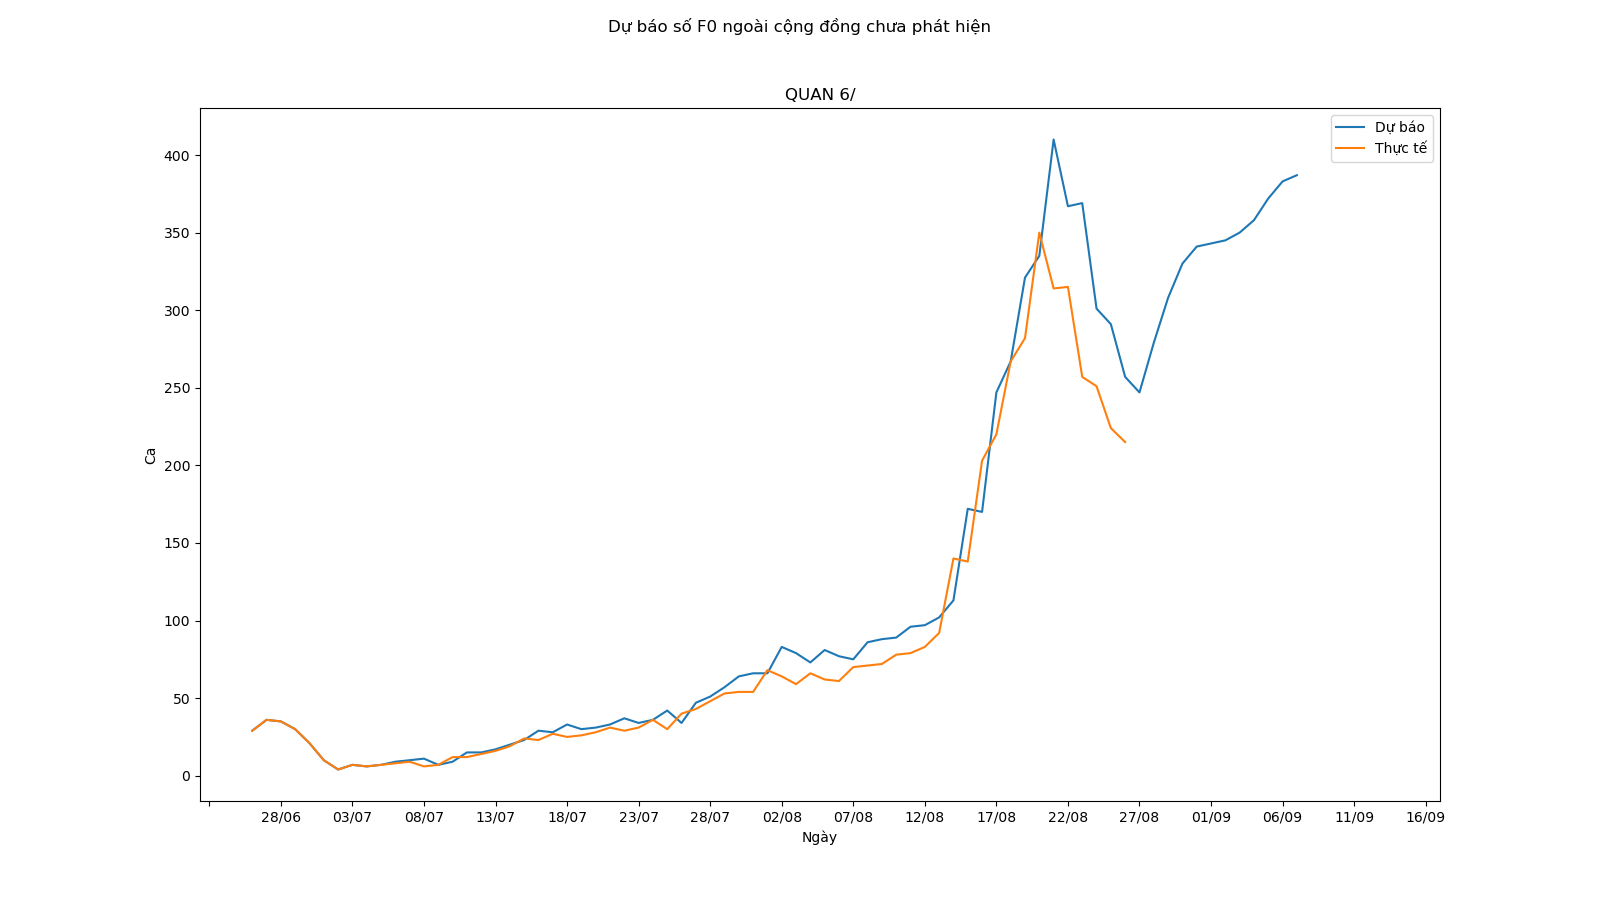 Dự báo số F0 ngoài cộng đồng chưa phát hiện
QUAN 6/
Dự báo
Thực tế
Ca
400
350
300
250
200
150
100
50
0
28/06 03/07 08/07 13/07 18/07 23/07 28/07 02/08 07/08 12/08 17/08 22/08 27/08 01/09 06/09 11/09 16/09
Ngày